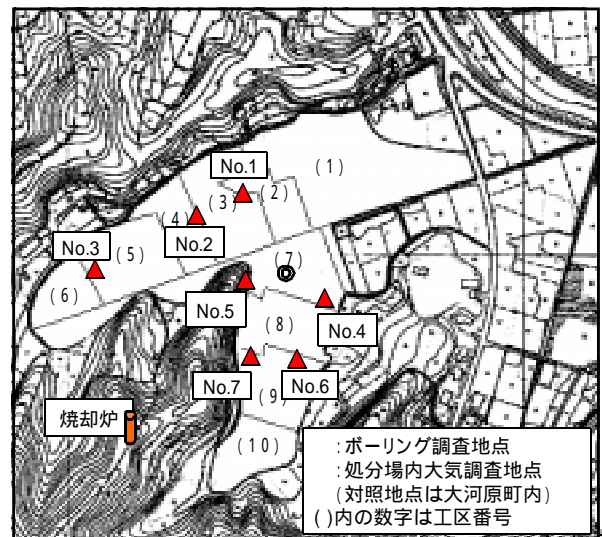 (1)
No.1
(2)
(3)
(4)
No.2
No.3
(5)
(6)
(7)
No.5
No.4
(8)
No.7
No.6
(9)
(10)
焼却炉
:ボーリング調査地点
:処分場内大気調査地点
(対照地点は大河原町内)
( )内の数字は工区番号